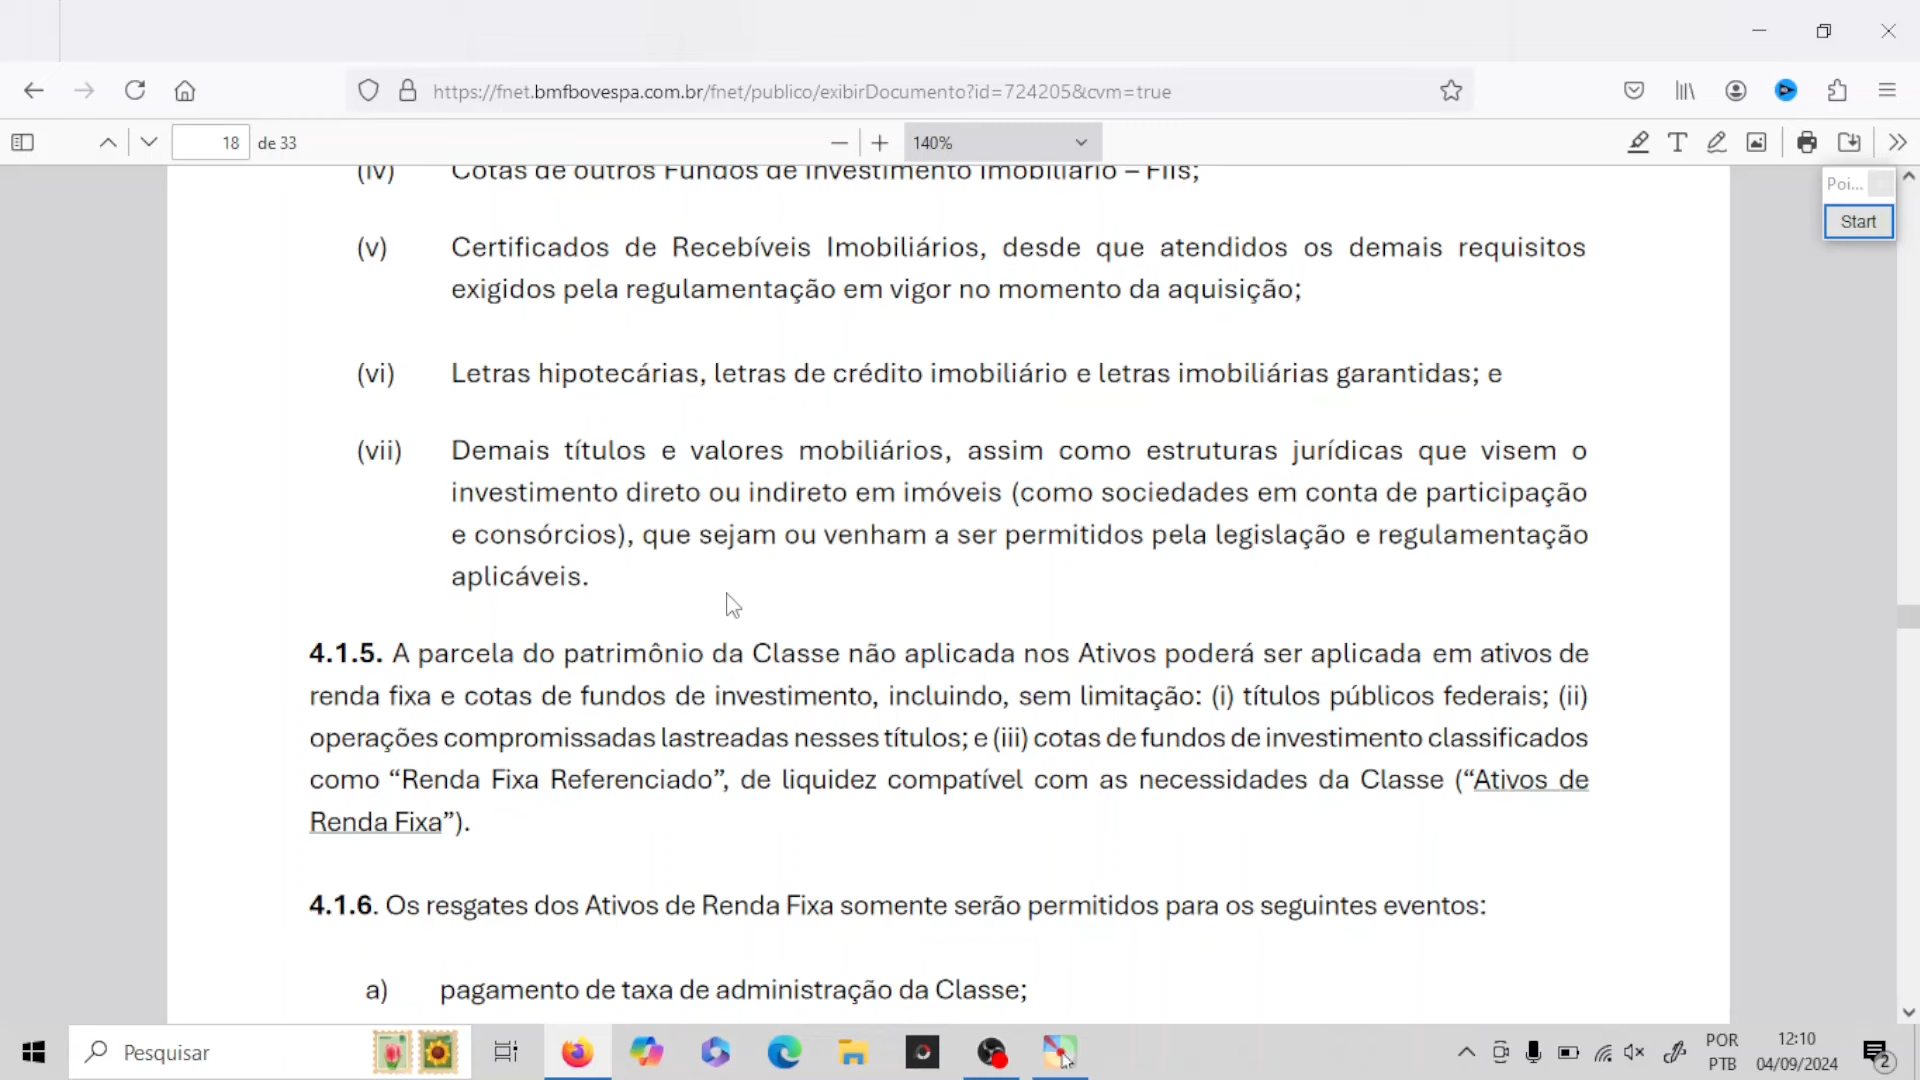 https://fnet.bmfbovespa.com.br/fnet/publico/exibirDocumento?id=724205&cvm=true
18 de 33
140%
Poi...
Start
(iv) Cotas de outros Fundos de Investimento Imobiliário – FIIs;
(v) Certificados de Recebíveis Imobiliários, desde que atendidos os demais requisitos
exigidos pela regulamentação em vigor no momento da aquisição;
(vi) Letras hipotecárias, letras de crédito imobiliário e letras imobiliárias garantidas; e
(vii) Demais títulos e valores mobiliários, assim como estruturas jurídicas que visem o
investimento direto ou indireto em imóveis (como sociedades em conta de participação
e consórcios), que sejam ou venham a ser permitidos pela legislação e regulamentação
aplicáveis.
4.1.5. A parcela do patrimônio da Classe não aplicada nos Ativos poderá ser aplicada em ativos de
renda fixa e cotas de fundos de investimento, incluindo, sem limitação: (i) títulos públicos federais; (ii)
operações compromissadas lastreadas nesses títulos; e (iii) cotas de fundos de investimento classificados
como “Renda Fixa Referenciado”, de liquidez compatível com as necessidades da Classe (“Ativos de
Renda Fixa”).
4.1.6. Os resgates dos Ativos de Renda Fixa somente serão permitidos para os seguintes eventos:
a) pagamento de taxa de administração da Classe;
Pesquisar
POR
PTB
12:10
04/09/2024
2